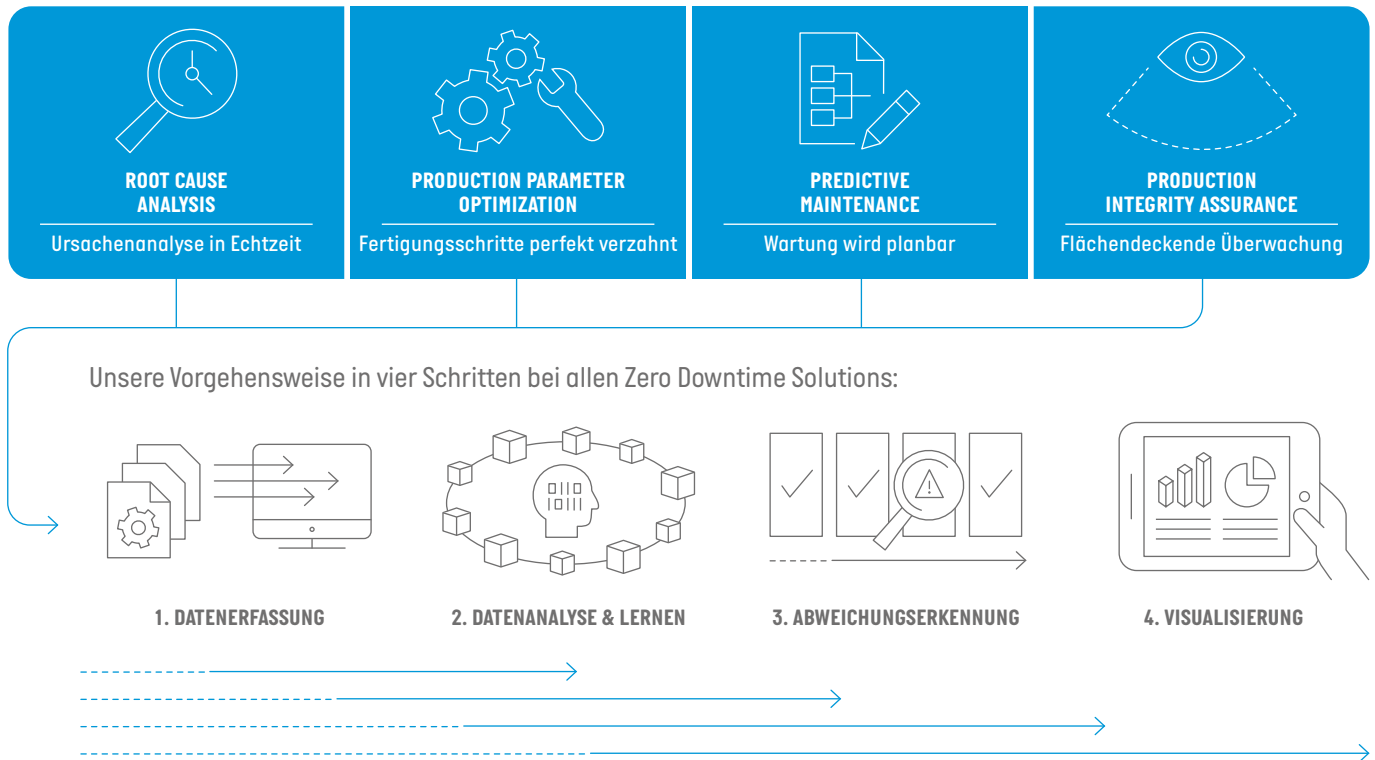 ROOT CAUSE
ANALYSIS
Ursachenanalyse in Echtzeit
PRODUCTION PARAMETER
OPTIMIZATION
Fertigungsschritte perfekt verzahnt
PREDICTIVE
MAINTENANCE
Wartung wird planbar
PRODUCTION
INTEGRITY ASSURANCE
Flächendeckende Überwachung
Unsere Vorgehensweise in vier Schritten bei allen Zero Downtime Solutions:
0110
10111
1. DATENERFASSUNG
2. DATENANALYSE & LERNEN
3. ABWEICHUNGSERKENNUNG
4. VISUALISIERUNG